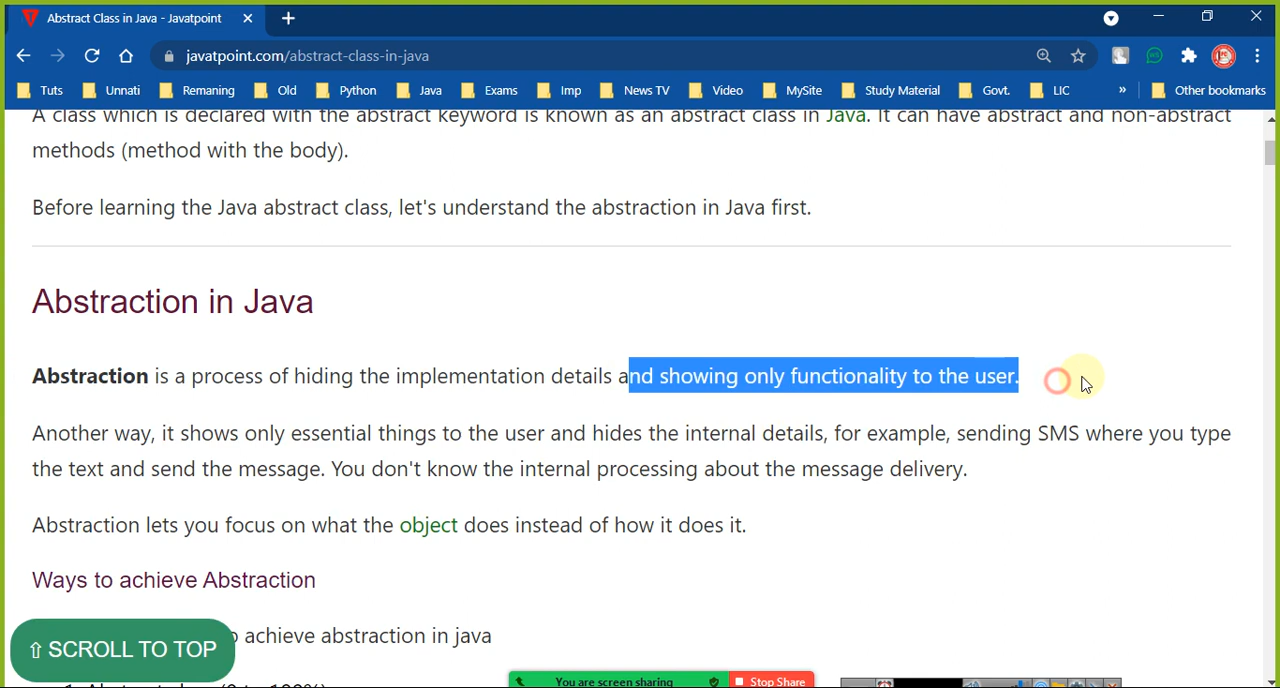 Abstract Class in Java - Javatpoint
javatpoint.com/abstract-class-in-java
Tuts Unnati Remaning Old Python Java Exams Imp News TV Video MySite Study Material Govt. LIC » Other bookmarks
A class which is declared with the abstract keyword is known as an abstract class in Java. It can have abstract and non-abstract
methods (method with the body).
Before learning the Java abstract class, let's understand the abstraction in Java first.
Abstraction in Java
Abstraction is a process of hiding the implementation details and showing only functionality to the user.
Another way, it shows only essential things to the user and hides the internal details, for example, sending SMS where you type
the text and send the message. You don't know the internal processing about the message delivery.
Abstraction lets you focus on what the object does instead of how it does it.
Ways to achieve Abstraction
⇧ SCROLL TO TOP
achieve abstraction in java
You are screen sharing Stop Share